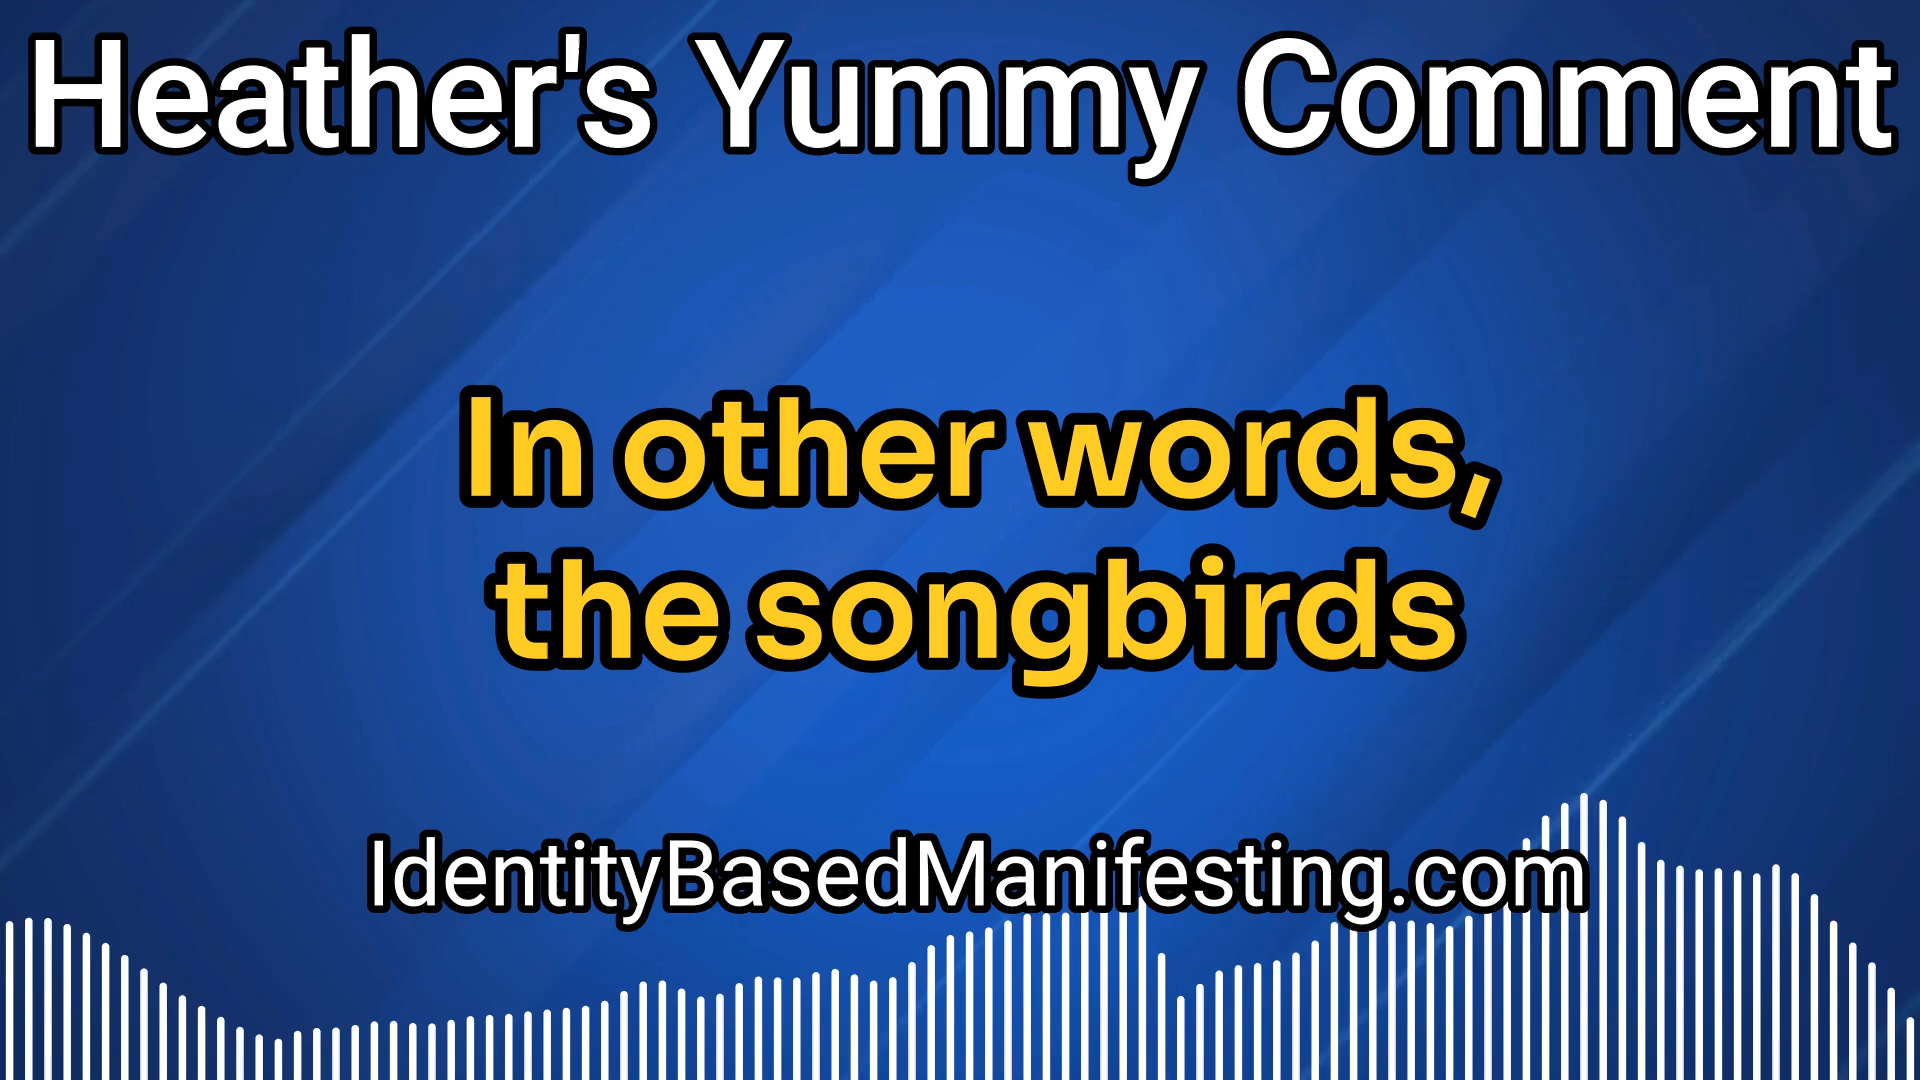 Heather's Yummy Comment
In other words,
the songbirds
IdentityBasedManifesting.com